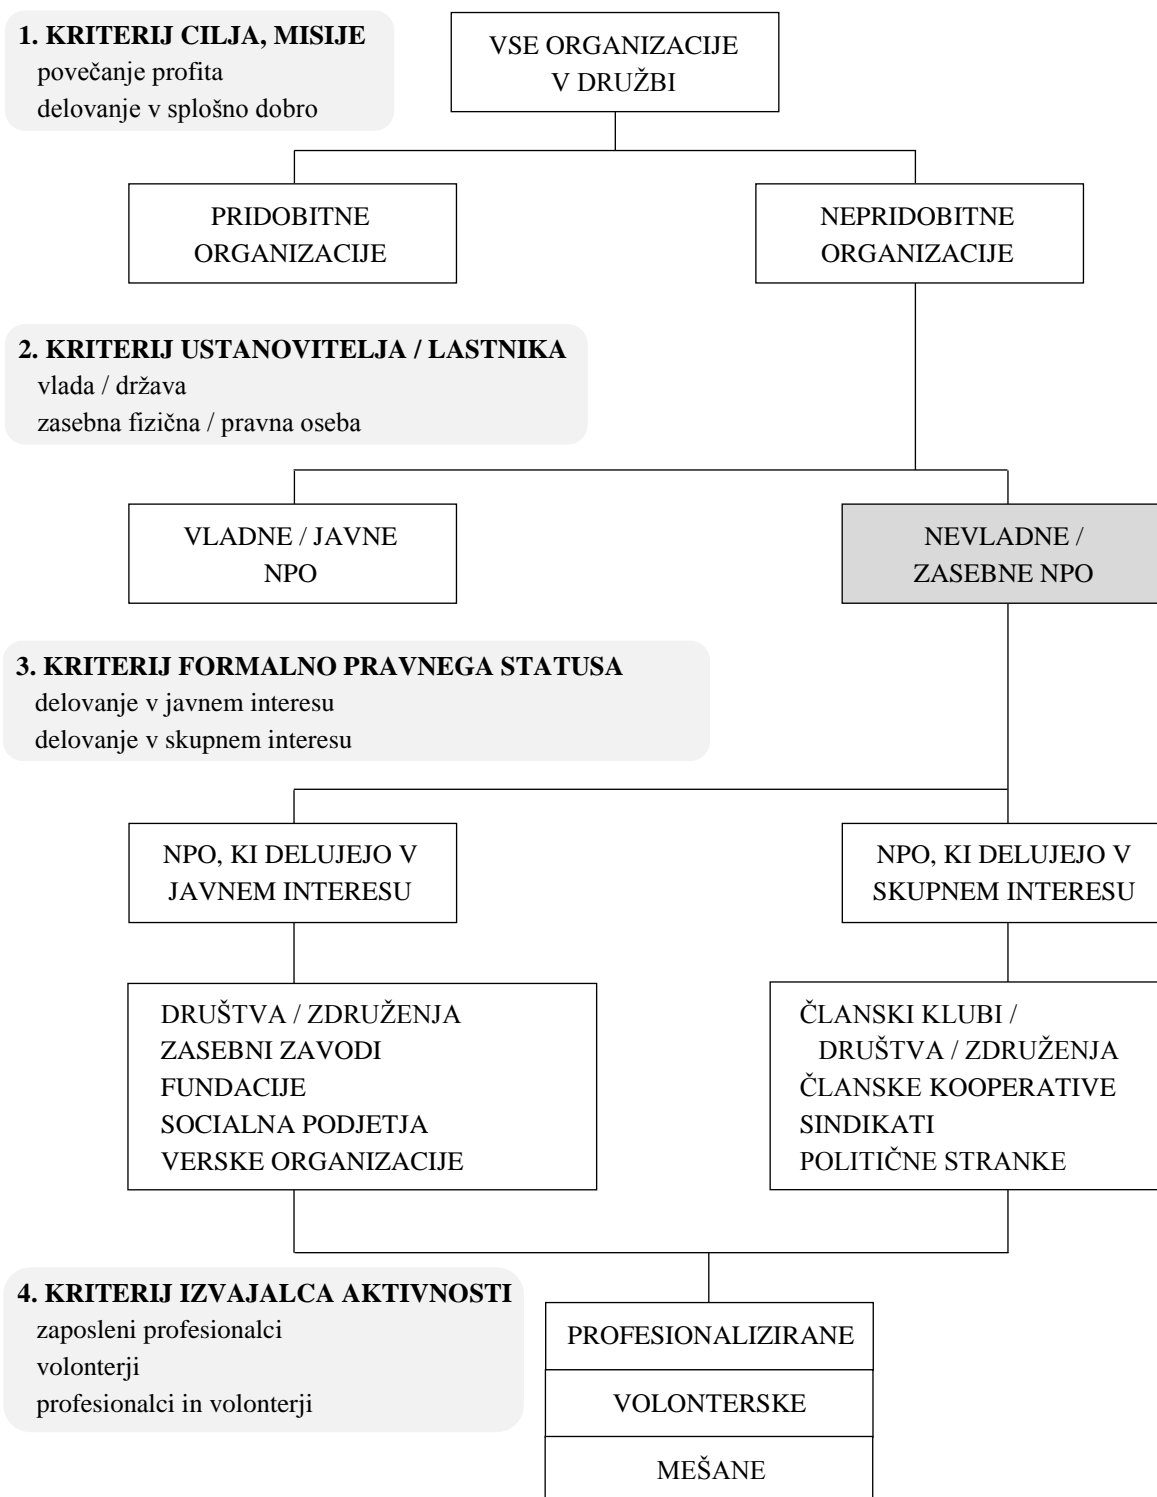 1. KRITERIJ CILJA, MISIJE
povečanje profita
delovanje v splošno dobro
VSE ORGANIZACIJE
V DRUŽBI
PRIDOBITNE
ORGANIZACIJE
NEPRIDOBITNE
ORGANIZACIJE
2. KRITERIJ USTANOVITELJA / LASTNIKA
vlada / država
zasebna fizična / pravna oseba
VLADNE / JAVNE
NPO
NEVLADNE /
ZASEBNE NPO
3. KRITERIJ FORMALNO PRAVNEGA STATUSA
delovanje v javnem interesu
delovanje v skupnem interesu
NPO, KI DELUJEJO V
JAVNEM INTERESU
NPO, KI DELUJEJO V
SKUPNEM INTERESU
DRUŠTVA / ZDRUŽENJA
ZASEBNI ZAVODI
FUNDACIJE
SOCIALNA PODJETJA
VERSKE ORGANIZACIJE
ČLANSKI KLUBI /
DRUŠTVA / ZDRUŽENJA
ČLANSKE KOOPERATIVE
SINDIKATI
POLITIČNE STRANKE
4. KRITERIJ IZVAJALCA AKTIVNOSTI
zaposleni profesionalci
volonterji
profesionalci in volonterji
PROFESIONALIZIRANE
VOLONTERSKE
MEŠANE